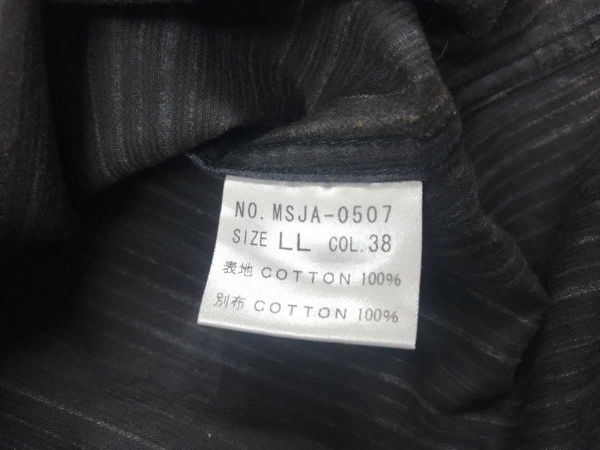 NO. MSJA-0507
SIZE LL COL. 38
表地 COTTON 100%
別布 COTTON 100%